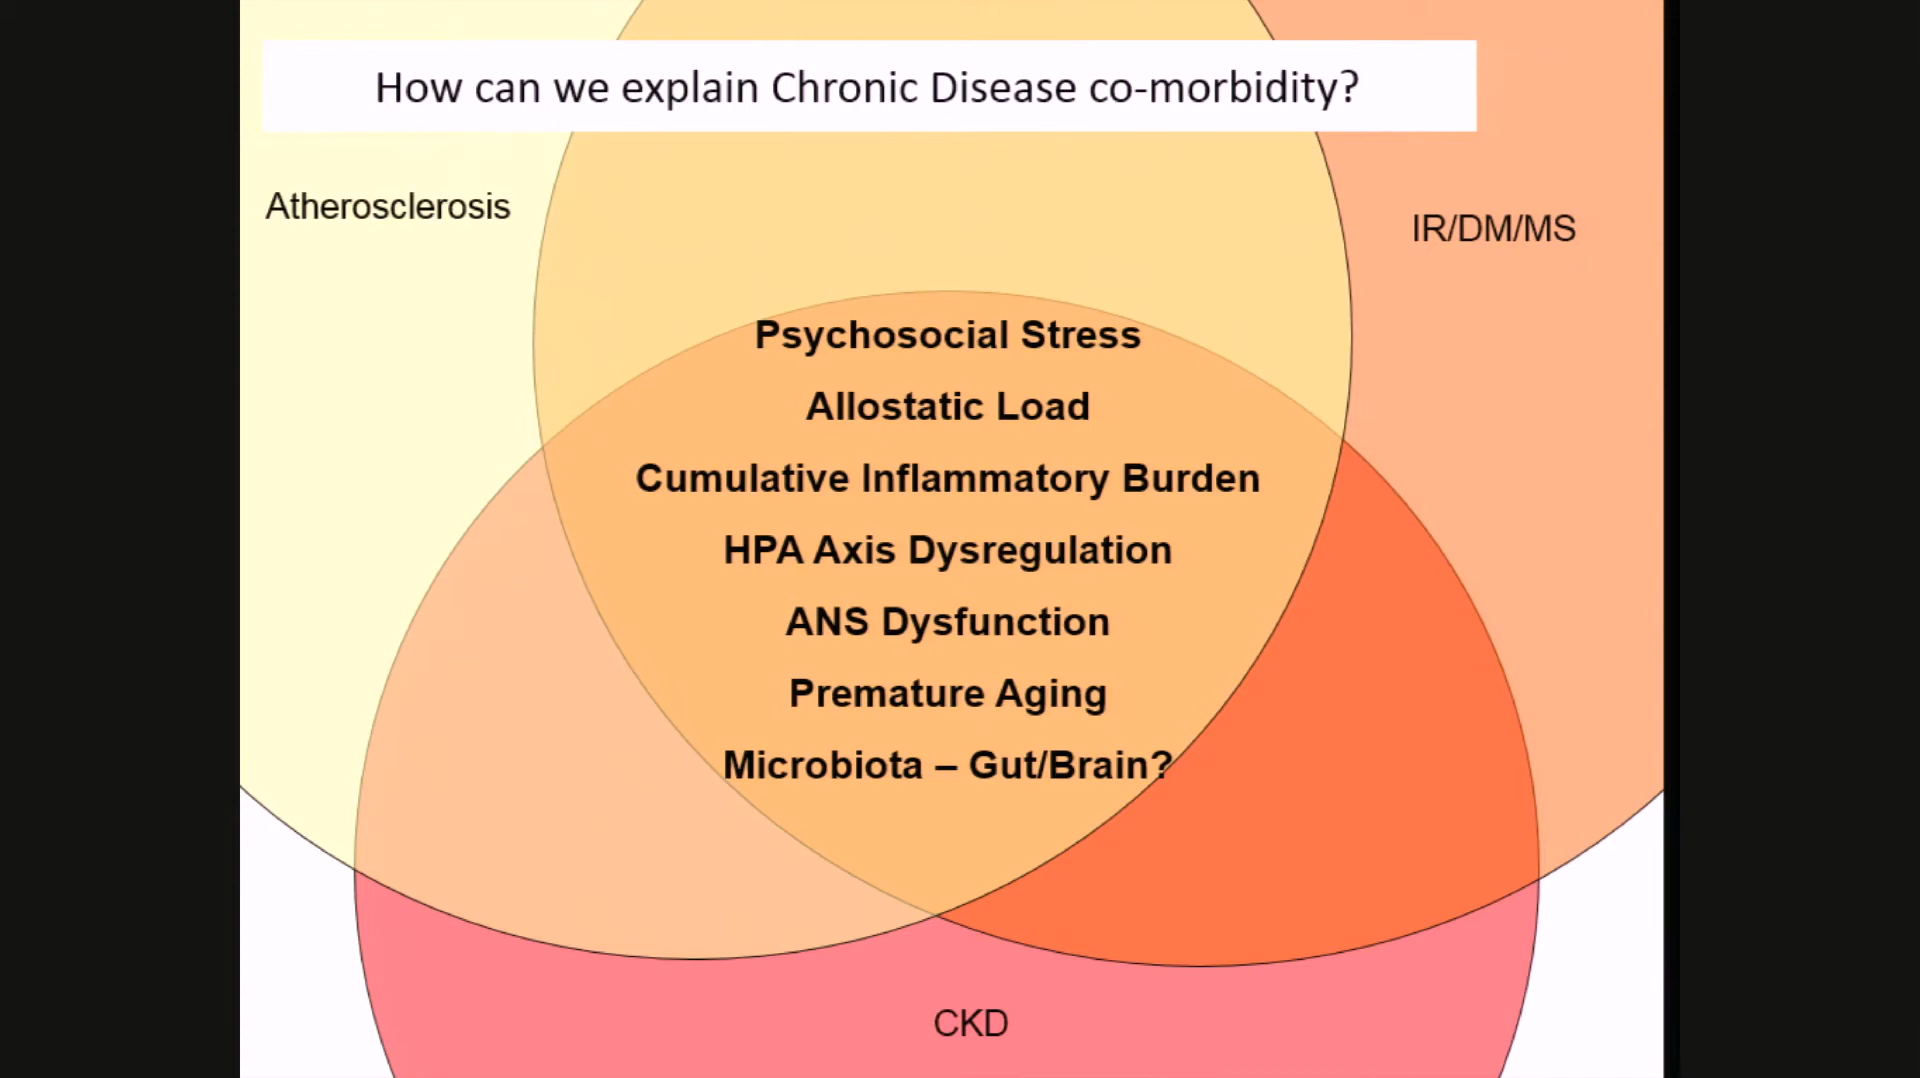 How can we explain Chronic Disease co-morbidity?
Atherosclerosis
IR/DM/MS
Psychosocial Stress
Allostatic Load
Cumulative Inflammatory Burden
HPA Axis Dysregulation
ANS Dysfunction
Premature Aging
Microbiota – Gut/Brain?
CKD